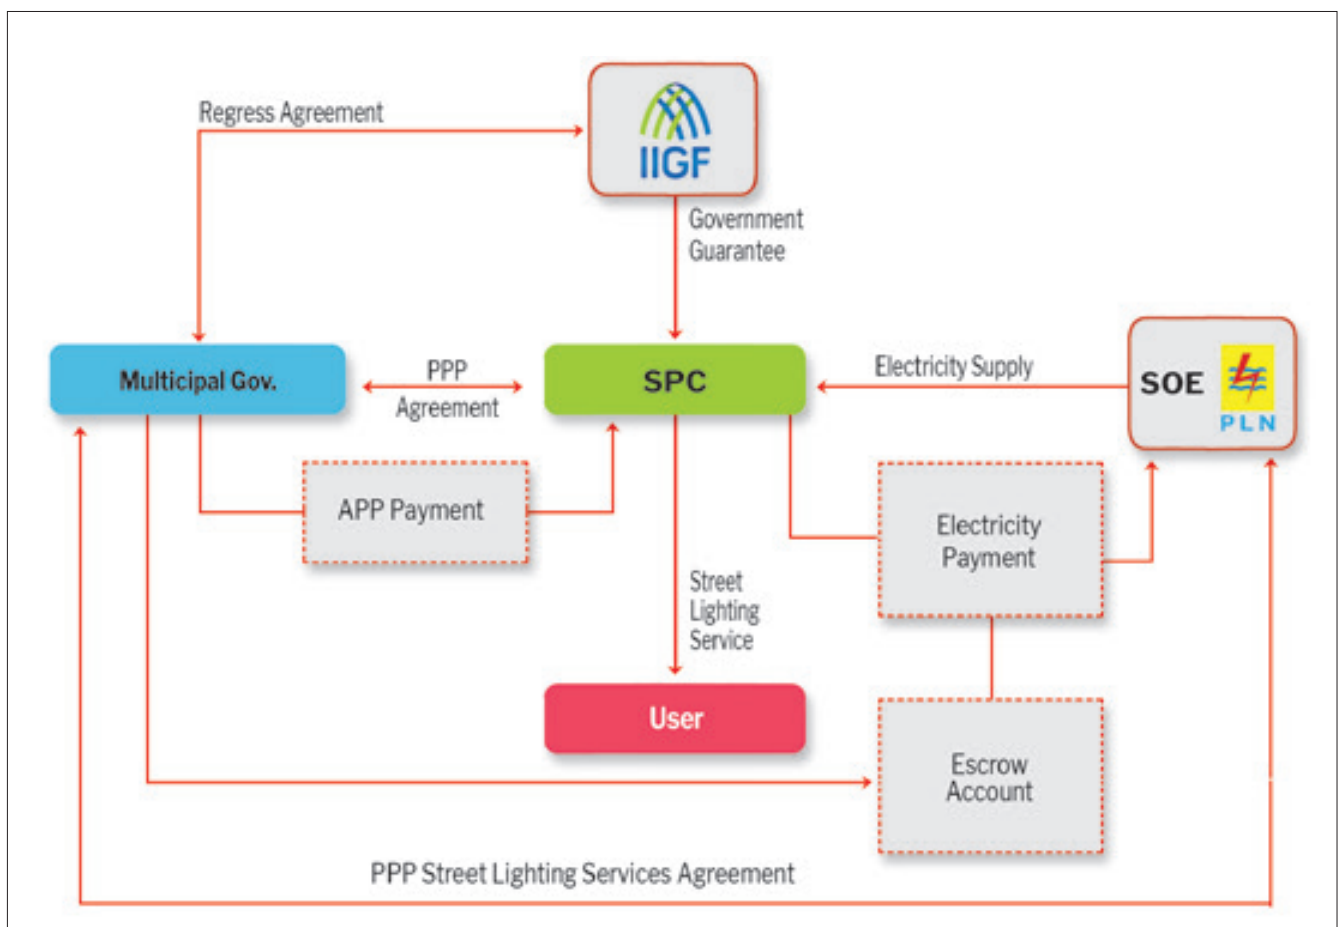 Regress Agreement
IIGF
Government
Guarantee
Multicipal Gov.
PPP
Agreement
SPC
Electricity Supply
SOE
PLN
APP Payment
Electricity
Payment
Street
Lighting
Service
User
Escrow
Account
PPP Street Lighting Services Agreement